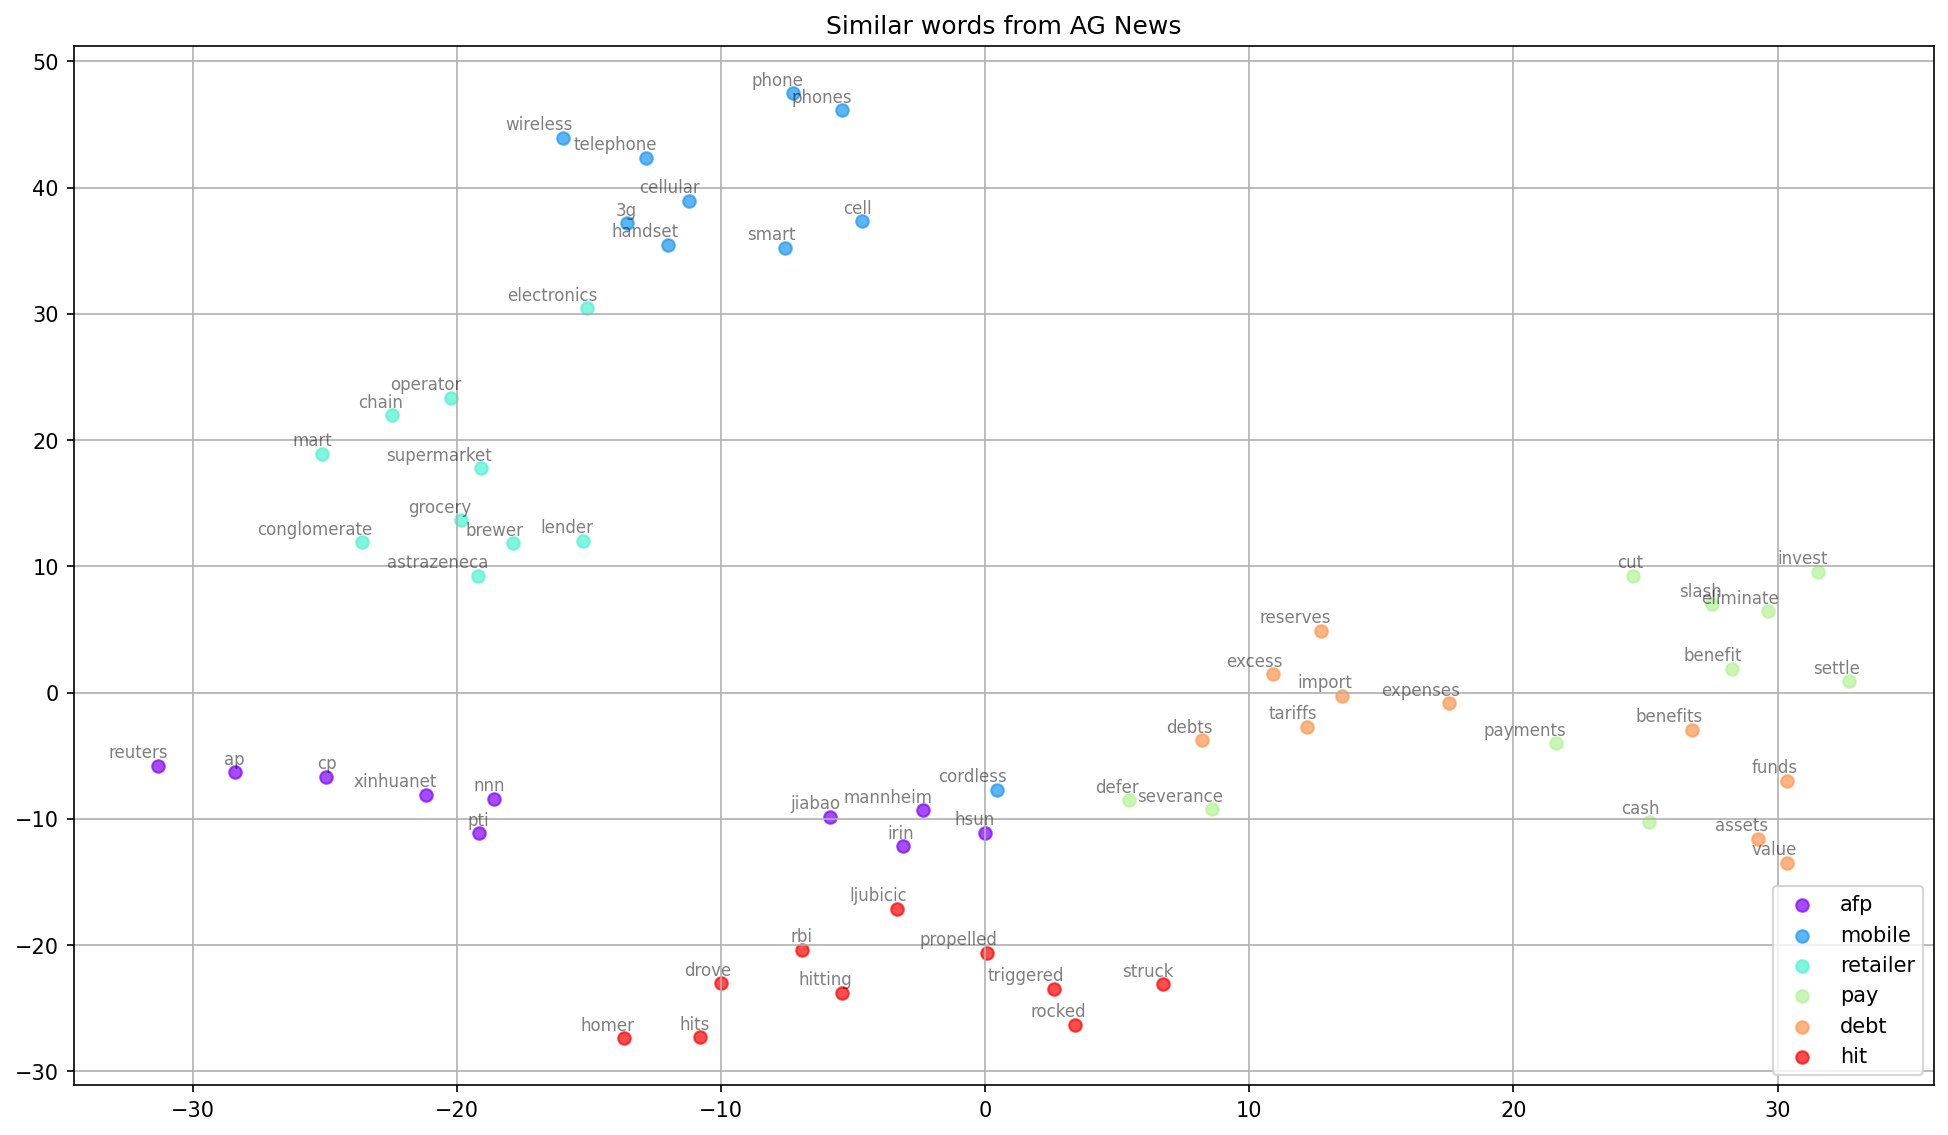 Similar words from AG News
50
40
30
20
10
0
−10
−20
−30
phone
phones
wireless
telephone
cellular
3g
cell
handset
smart
electronics
operator
chain
mart
supermarket
grocery
conglomerate
brewer
lender
astrazeneca
cut
invest
slash
eliminate
reserves
benefit
excess
settle
import
expenses
tariffs
debts
benefits
payments
reuters
ap
cp
xinhuanet
nnn
pti
cordless
mannheim
jiabao
irin
hsun
defer
severance
funds
cash
assets
value
ljubicic
rbi
propelled
drove
hitting
triggered
struck
rocked
homer
hits
afp
mobile
retailer
pay
debt
hit
−30
−20
−10
0
10
20
30